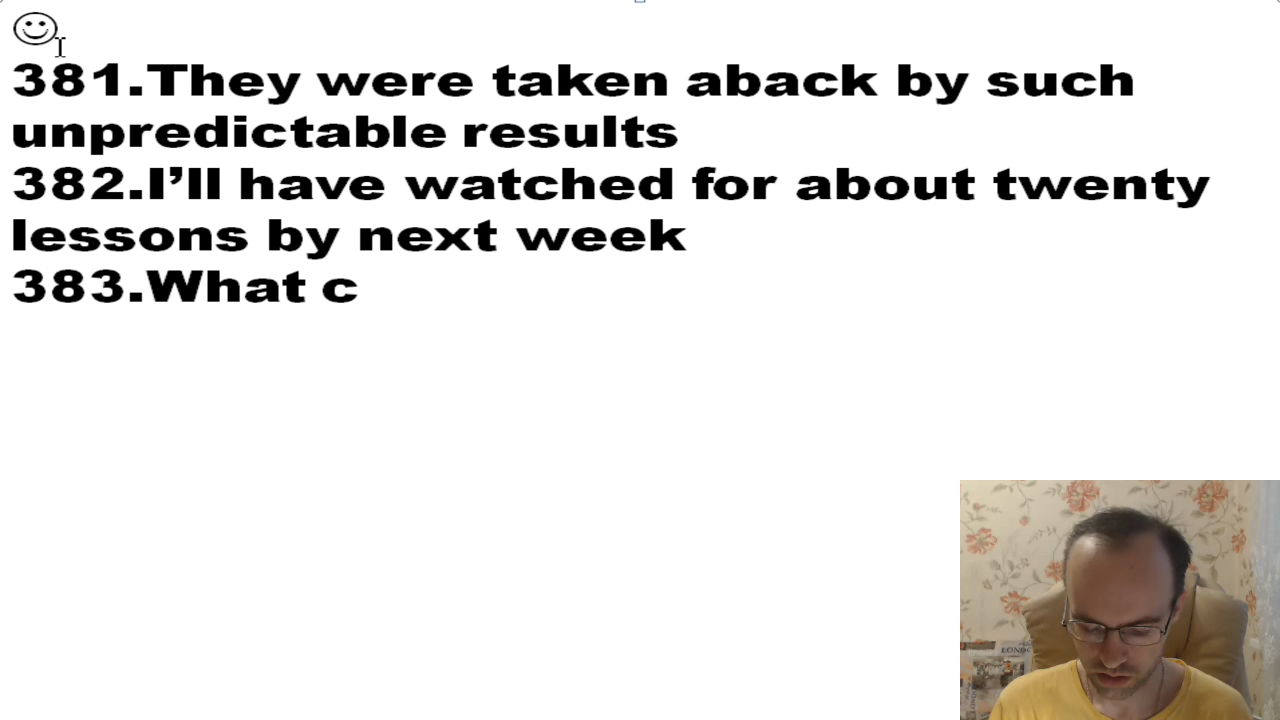 381.They were taken aback by such
unpredictable results
382.I’ll have watched for about twenty
lessons by next week
383.What c